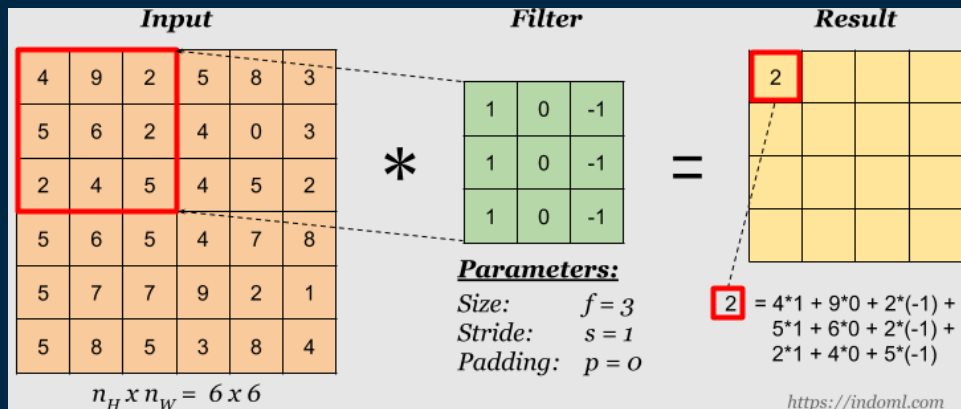 Input Filter Result
4 9 2 5 8 3
5 6 2 4 0 3
2 4 5 4 5 2
5 6 5 4 7 8
5 7 7 9 2 1
5 8 5 3 8 4
n_H x n_W = 6 x 6
*
1 0 -1
1 0 -1
1 0 -1
Parameters:
Size: f = 3
Stride: s = 1
Padding: p = 0
=
2
2 = 4*1 + 9*0 + 2*(-1) +
5*1 + 6*0 + 2*(-1) +
2*1 + 4*0 + 5*(-1)
https://indoml.com